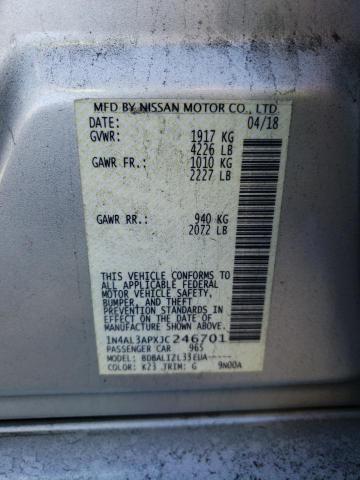 MFD BY NISSAN MOTOR CO., LTD.
DATE: 04/18
GVWR: 1917 KG
4226 LB
GAWR FR.: 1010 KG
2227 LB
GAWR RR.: 940 KG
2072 LB
THIS VEHICLE CONFORMS
TO ALL APPLICABLE FEDERAL
MOTOR VEHICLE SAFETY,
BUMPER, AND THEFT
PREVENTION STANDARDS
IN EFFECT ON THE DATE OF
MANUFACTURE SHOWN ABOVE.
1N4AL3APXJC246701
PASSENGER CAR 965
MODEL: BDBALTZL33EUA-----
COLOR: K23 TRIM: G 9N00A